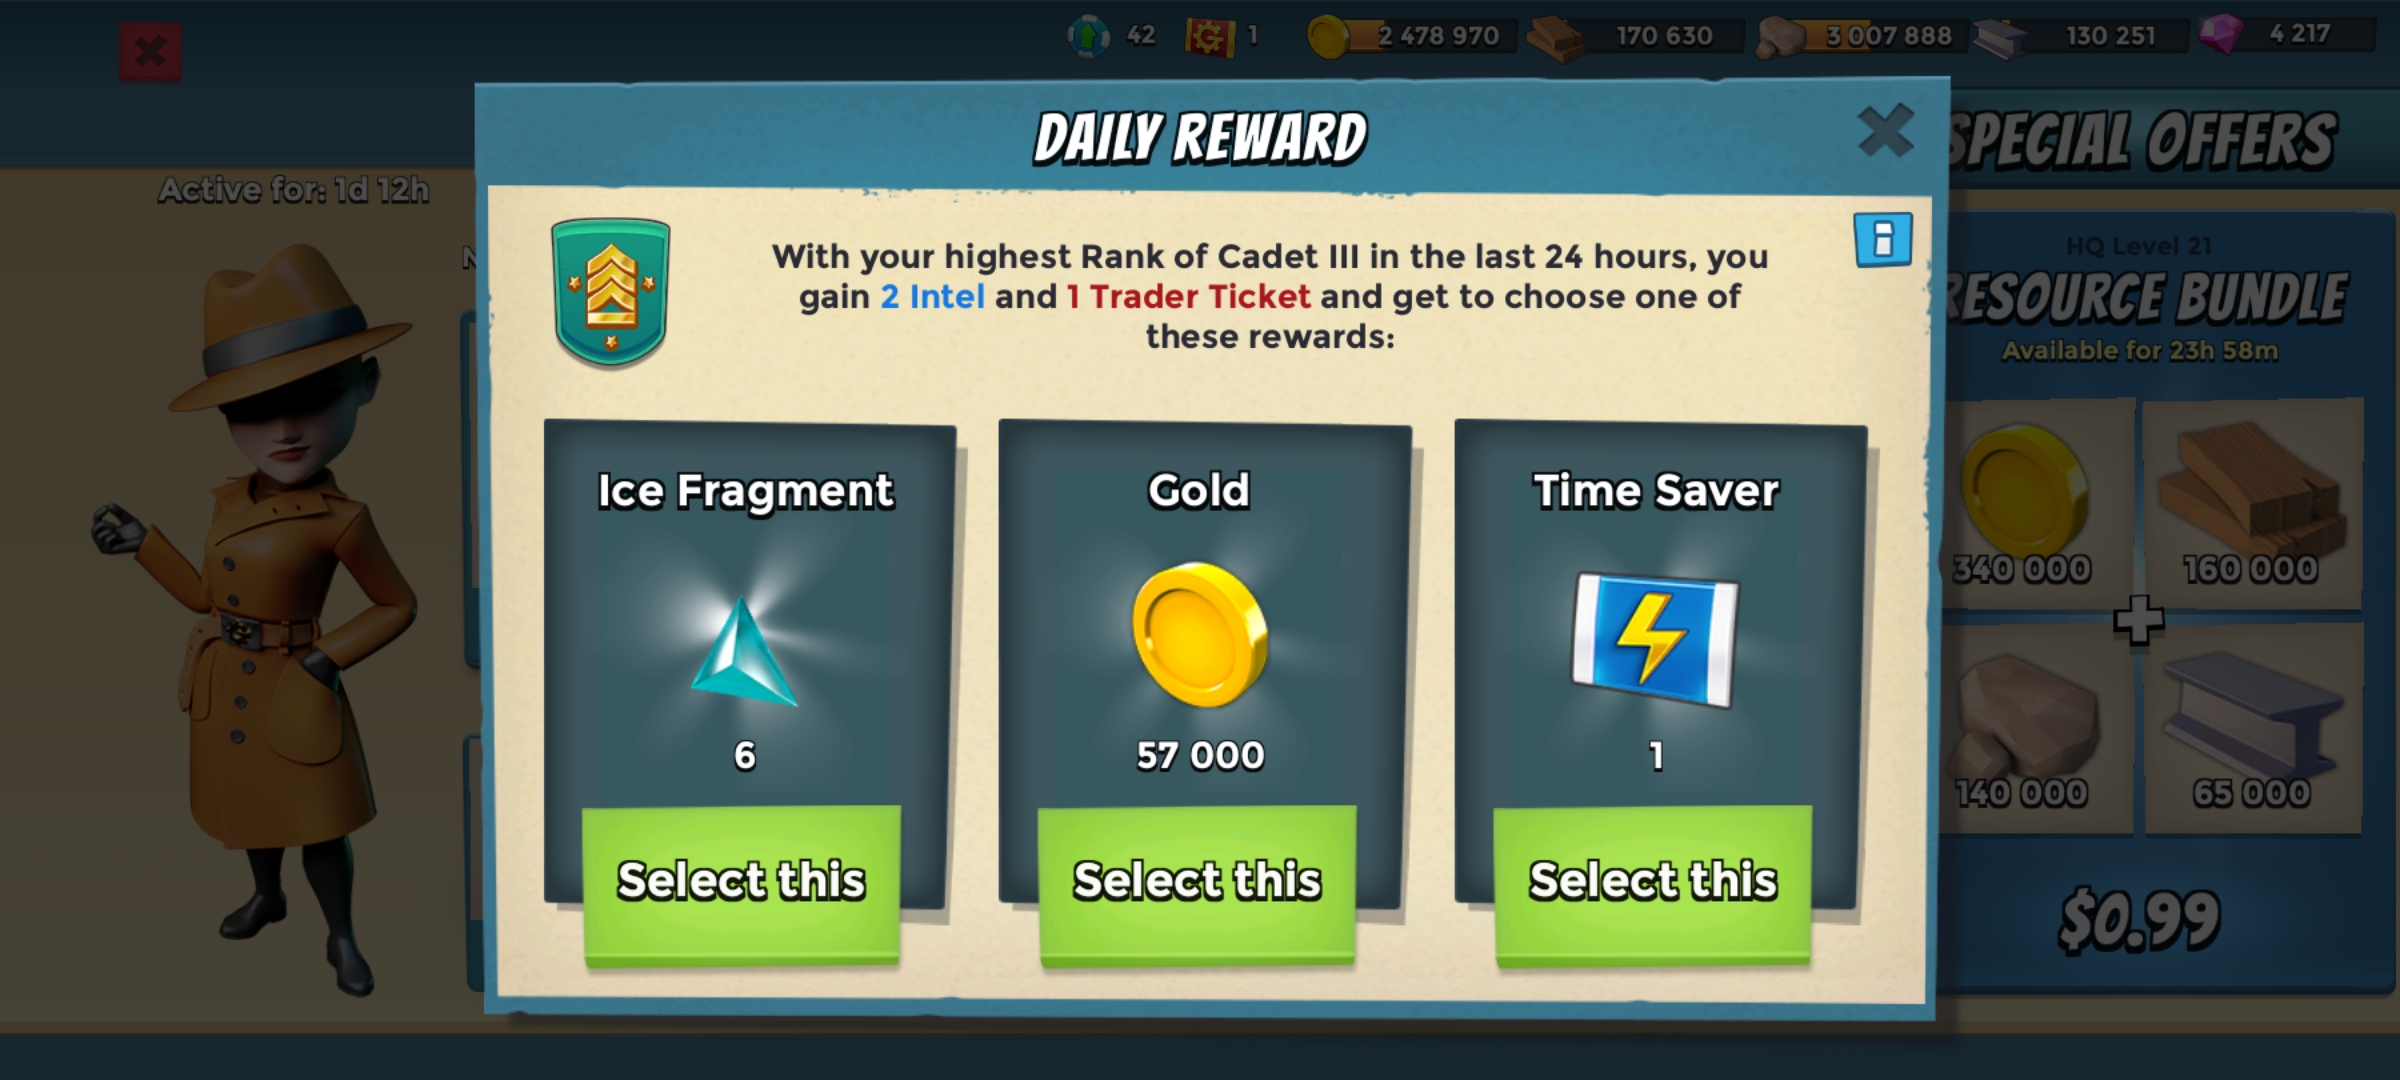 42
1
2 478 970
170 630
3 007 888
130 251
4 217
DAILY REWARD
SPECIAL OFFERS
Active for: 1d 12h
With your highest Rank of Cadet III in the last 24 hours, you
gain 2 Intel and 1 Trader Ticket and get to choose one of
these rewards:
HQ Level 21
RESOURCE BUNDLE
Available for 23h 58m
Ice Fragment
6
Select this
Gold
57 000
Select this
Time Saver
1
Select this
340 000
160 000
140 000
65 000
$0.99